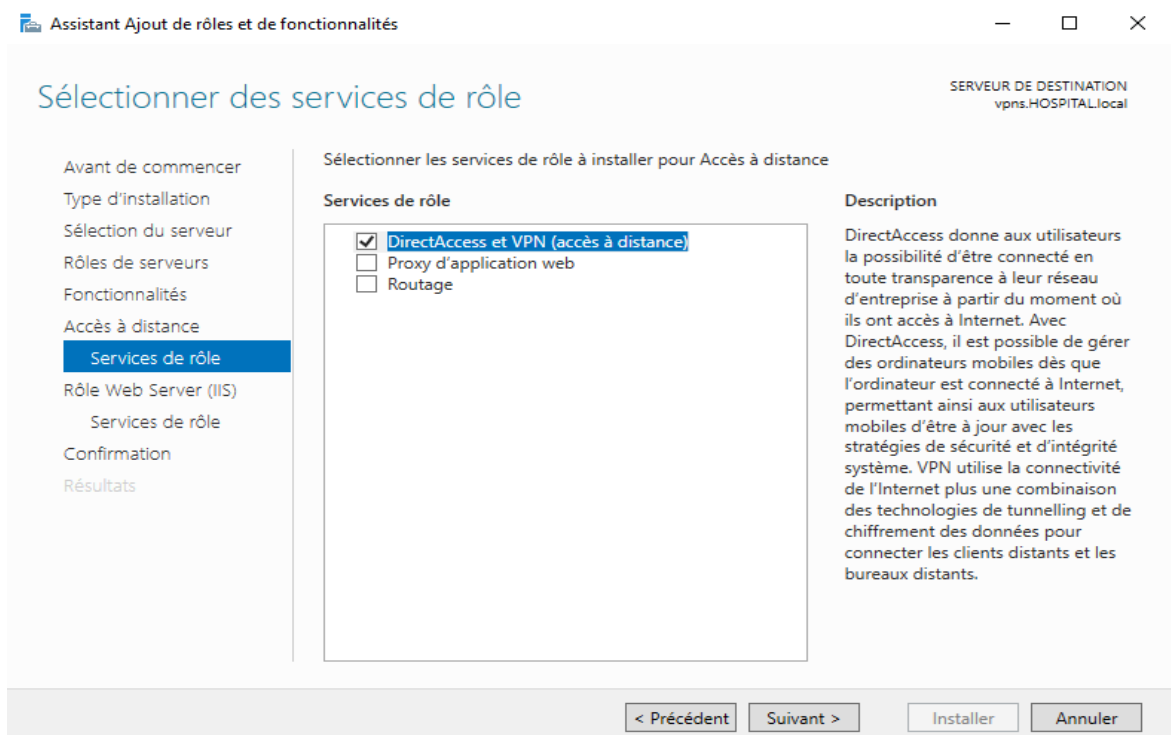 Assistant Ajout de rôles et de fonctionnalités
Sélectionner des services de rôle
SERVEUR DE DESTINATION
vpns.HOSPITAL.local
Avant de commencer
Type d'installation
Sélection du serveur
Rôles de serveurs
Fonctionnalités
Accès à distance
Services de rôle
Rôle Web Server (IIS)
Services de rôle
Confirmation
Résultats
Sélectionner les services de rôle à installer pour Accès à distance
Services de rôle
DirectAccess et VPN (accès à distance)
Proxy d'application web
Routage
Description
DirectAccess donne aux utilisateurs
la possibilité d'être connecté en
toute transparence à leur réseau
d'entreprise à partir du moment où
ils ont accès à Internet. Avec
DirectAccess, il est possible de gérer
des ordinateurs mobiles dès que
l'ordinateur est connecté à Internet,
permettant ainsi aux utilisateurs
mobiles d'être à jour avec les
stratégies de sécurité et d'intégrité
système. VPN utilise la connectivité
de l'Internet plus une combinaison
des technologies de tunnelling et de
chiffrement des données pour
connecter les clients distants et les
bureaux distants.
< Précédent
Suivant >
Installer
Annuler